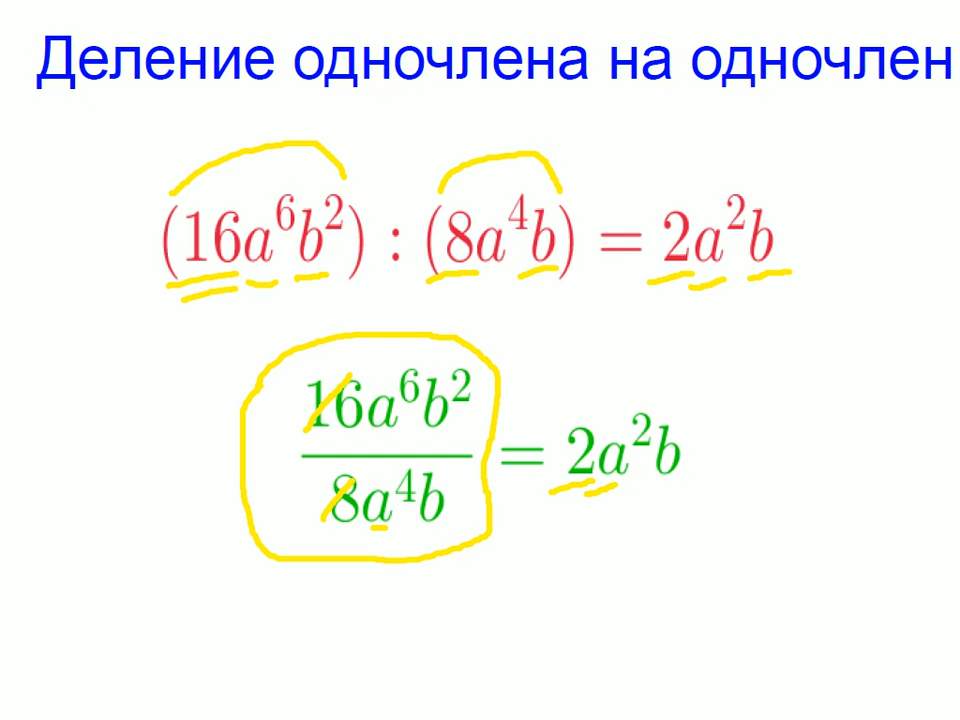 Деление одночлена на одночлен
(16a⁶b²) : (8a⁴b) = 2a²b
16a⁶b²
8a⁴b
= 2a²b